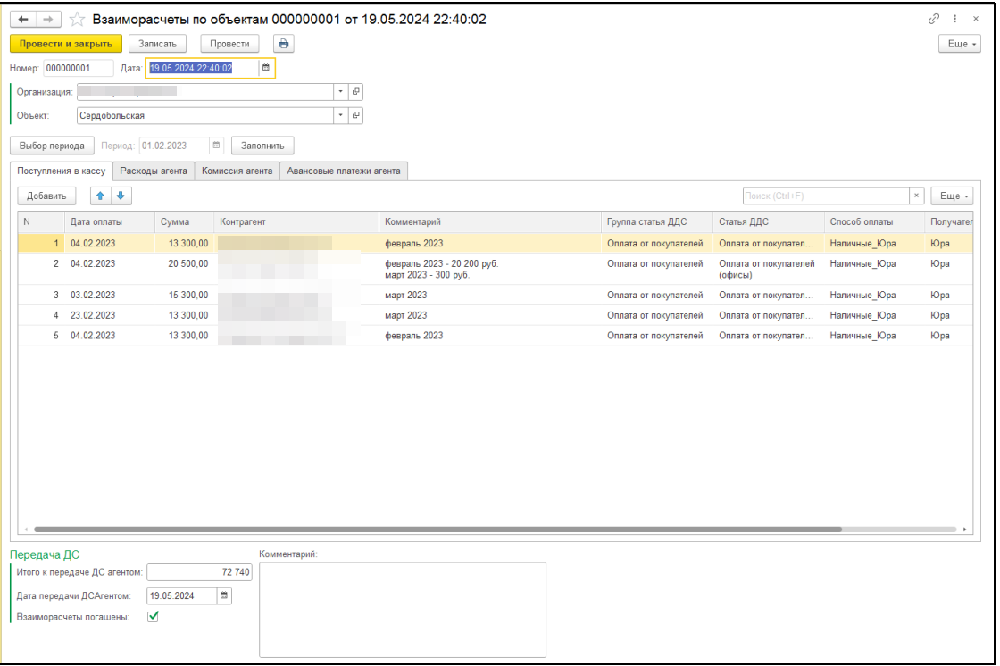 Взаиморасчеты по объектам 000000001 от 19.05.2024 22:40:02
Провести и закрыть Записать Провести Еще
Номер: 000000001 Дата: 19.05.2024 22:40:02
Организация:
Объект: Сердобольская
Выбор периода Период: 01.02.2023 Заполнить
Поступления в кассу Расходы агента Комиссия агента Авансовые платежи агента
Добавить Поиск (Ctrl+F) × Еще
N Дата оплаты Сумма Контрагент Комментарий Группа статья ДДС Статья ДДС Способ оплаты Получател
1 04.02.2023 13 300,00 февраль 2023 Оплата от покупателей Оплата от покупател... Наличные_Юра Юра
2 04.02.2023 20 500,00 февраль 2023 - 20 200 руб. Оплата от покупателей Оплата от покупателей Наличные_Юра Юра
март 2023 - 300 руб. (офисы)
3 03.02.2023 15 300,00 март 2023 Оплата от покупателей Оплата от покупател... Наличные_Юра Юра
4 23.02.2023 13 300,00 март 2023 Оплата от покупателей Оплата от покупател... Наличные_Юра Юра
5 04.02.2023 13 300,00 февраль 2023 Оплата от покупателей Оплата от покупател... Наличные_Юра Юра
Передача ДС Комментарий:
Итого к передаче ДС агентом: 72 740
Дата передачи ДСАгентом: 19.05.2024
Взаиморасчеты погашены: